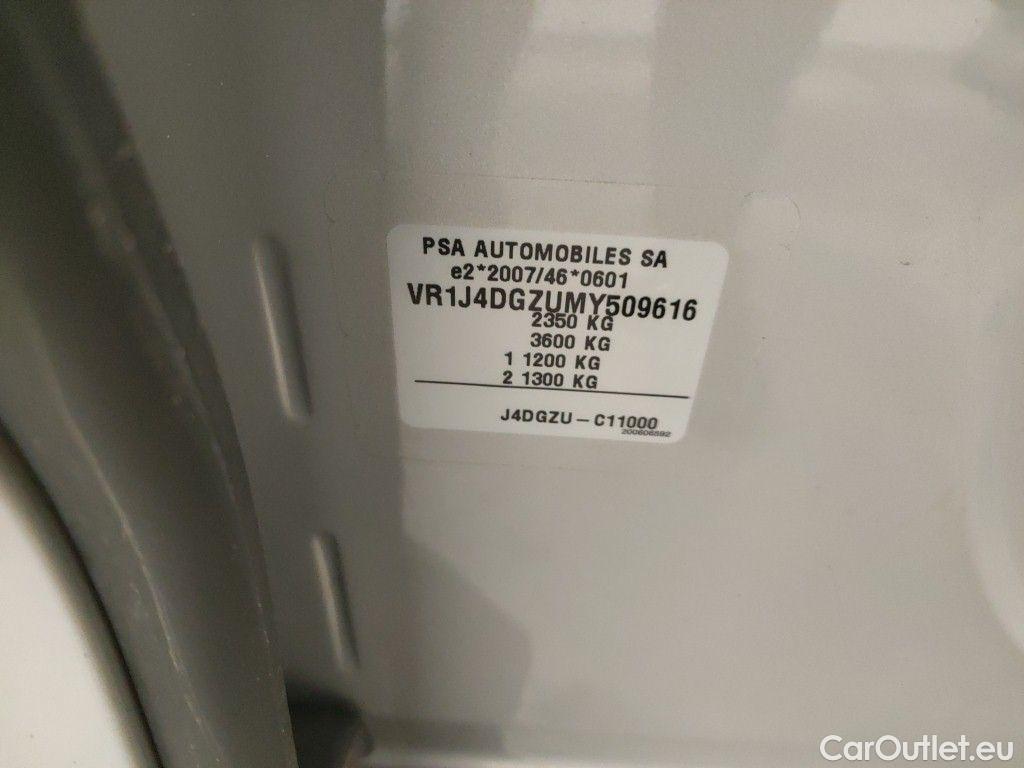 PSA AUTOMOBILES SA
e2*2007/46*0601
VR1J4DGZUMY509616
2350 KG
3600 KG
1 1200 KG
2 1300 KG
J4DGZU-C11000
200606592
CarOutlet.eu